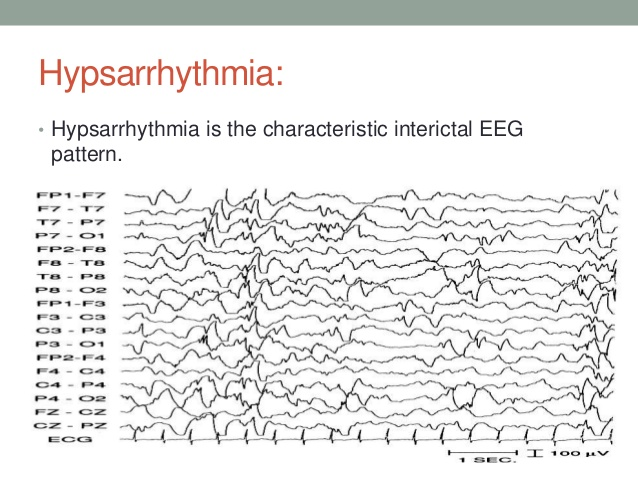 Hypsarrhythmia:
• Hypsarrhythmia is the characteristic interictal EEG
pattern.
FP1-F7
F7 - T7
T7 - P7
P7 - O1
FP2-F8
F8 - T8
T8 - P8
P8 - O2
FP1-F3
F3 - C3
C3 - P3
P3 - O1
FP2-F4
F4 - C4
C4 - P4
P4 - O2
FZ - CZ
CZ - PZ
ECG
1 SEC.
100 µV